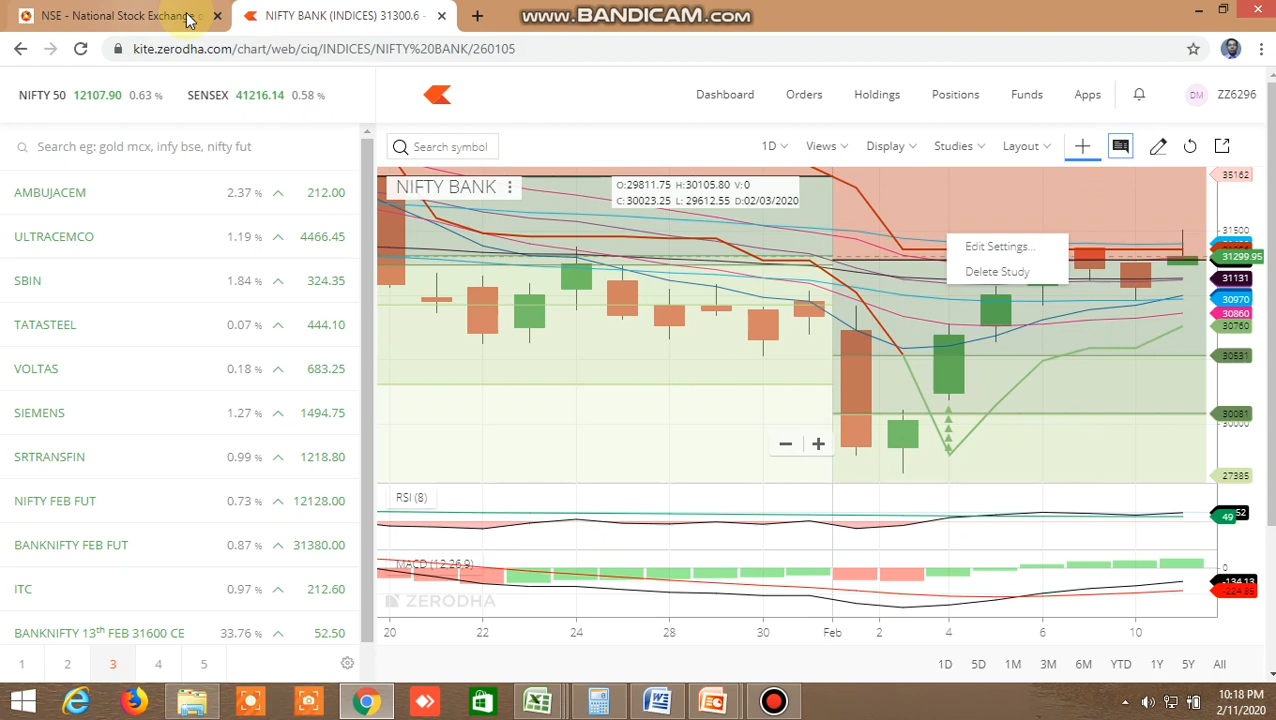 www.BANDICAM.com
NSE - National Stock Exchange c
NIFTY BANK (INDICES) 31300.6 -
kite.zerodha.com/chart/web/ciq/INDICES/NIFTY%20BANK/260105
NIFTY 50 12107.90 0.63 %
SENSEX 41216.14 0.58 %
Dashboard Orders Holdings Positions Funds Apps DM ZZ6296
Search eg: gold mcx, infy bse, nifty fut
Search symbol
1D Views Display Studies Layout
AMBUJACEM 2.37 % 212.00
ULTRACEMCO 1.19 % 4466.45
SBIN 1.84 % 324.35
TATASTEEL 0.07 % 444.10
VOLTAS 0.18 % 683.25
SIEMENS 1.27 % 1494.75
SRTRANSFIN 0.99 % 1218.80
NIFTY FEB FUT 0.73 % 12128.00
BANKNIFTY FEB FUT 0.87 % 31380.00
ITC 0.97 % 212.60
BANKNIFTY 13th FEB 31600 CE 33.76 % 52.50
1 2 3 4 5
NIFTY BANK
O:29811.75 H:30105.80 V:0
C:30023.25 L: 29612.55 D:02/03/2020
Edit Settings...
Delete Study
35162
31500
31299.95
31131
30970
30860
30760
30531
30081
30000
27385
RSI (8)
52
49
MACD (12,26,9)
0
-134.13
-224.85
ZERODHA
20 22 24 28 30 Feb 2 4 6 10
1D 5D 1M 3M 6M YTD 1Y 5Y All
10:18 PM
2/11/2020